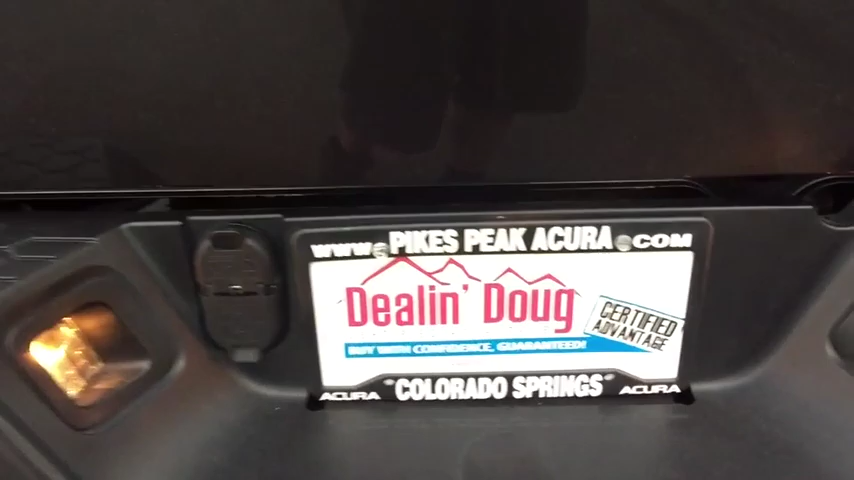 www.PIKES PEAK ACURA.COM
Dealin' Doug
CERTIFIED
ADVANTAGE
BUY WITH CONFIDENCE, GUARANTEED!
ACURA COLORADO SPRINGS ACURA